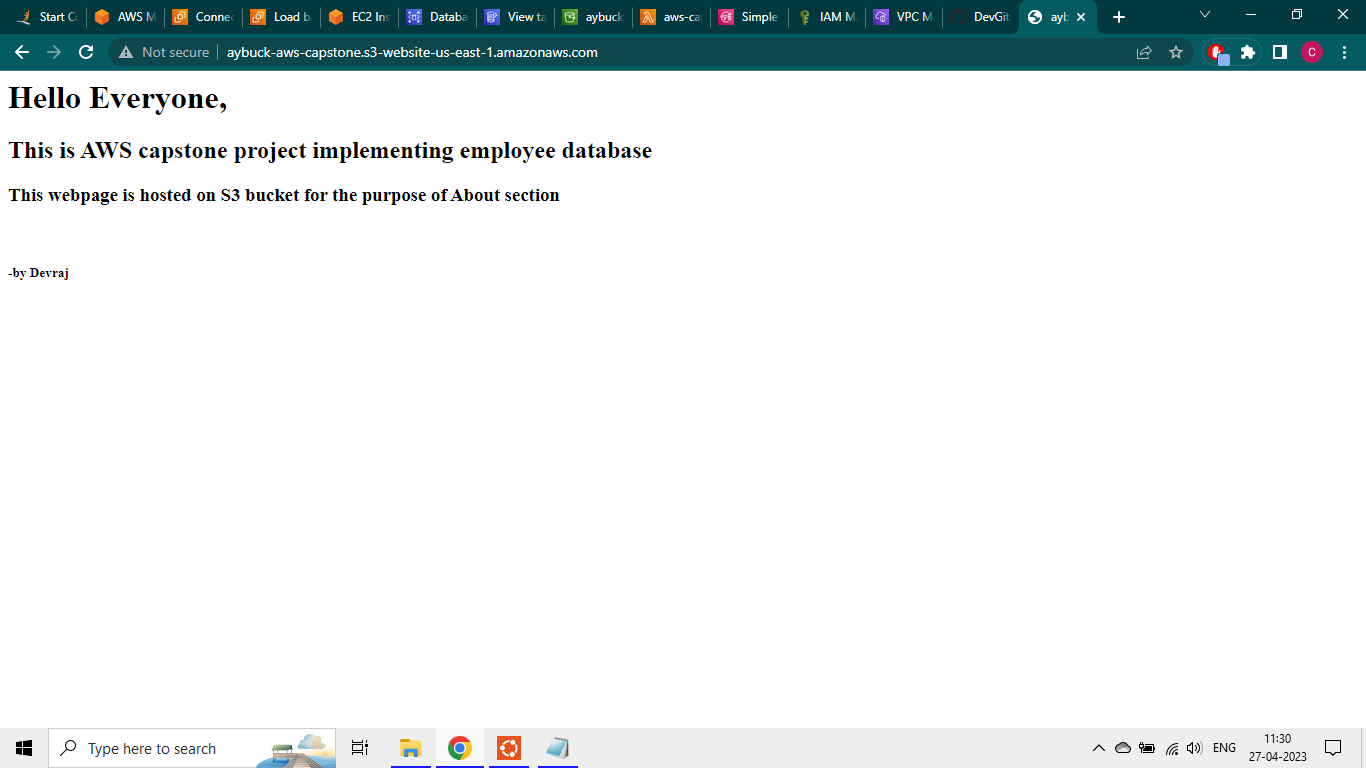 Start Co
AWS M
Connec
Load b
EC2 Ins
Databa
View ta
aybuck
aws-ca
Simple
IAM M
VPC M
DevGit
ayb
Not secure
aybuck-aws-capstone.s3-website-us-east-1.amazonaws.com
C
Hello Everyone,
This is AWS capstone project implementing employee database
This webpage is hosted on S3 bucket for the purpose of About section
-by Devraj
Type here to search
ENG
11:30
27-04-2023